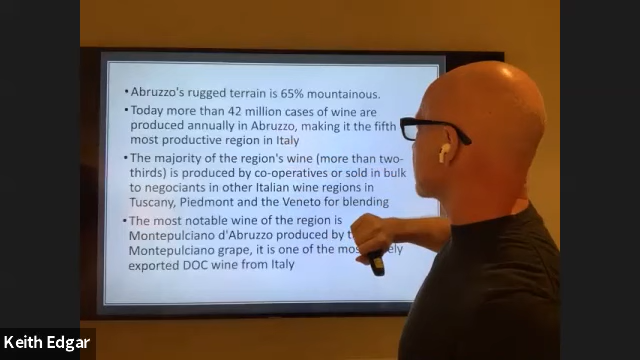 • Abruzzo's rugged terrain is 65% mountainous.
• Today more than 42 million cases of wine are
produced annually in Abruzzo, making it the fifth
most productive region in Italy
• The majority of the region's wine (more than two-
thirds) is produced by co-operatives or sold in bulk
to negociants in other Italian wine regions in
Tuscany, Piedmont and the Veneto for blending
• The most notable wine of the region is
Montepulciano d'Abruzzo produced by
Montepulciano grape, it is one of the
exported DOC wine from Italy
Keith Edgar